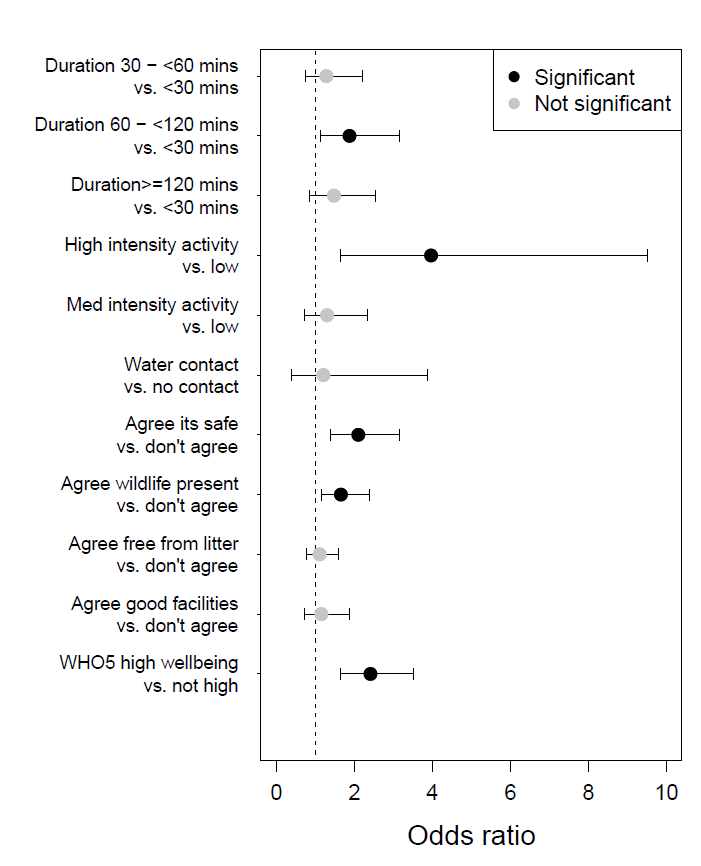 Duration 30 − <60 mins
vs. <30 mins
Significant
Not significant
Duration 60 − <120 mins
vs. <30 mins
Duration>=120 mins
vs. <30 mins
High intensity activity
vs. low
Med intensity activity
vs. low
Water contact
vs. no contact
Agree its safe
vs. don't agree
Agree wildlife present
vs. don't agree
Agree free from litter
vs. don't agree
Agree good facilities
vs. don't agree
WHO5 high wellbeing
vs. not high
0 2 4 6 8 10
Odds ratio